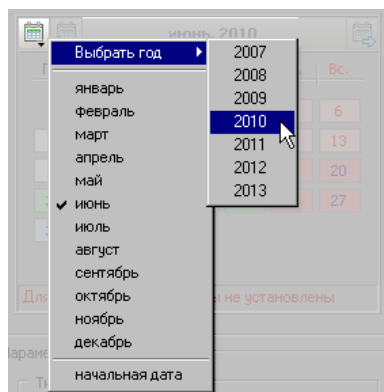 июнь, 2010
Выбрать год
2007
2008
2009
2010
2011
2012
2013
январь
февраль
март
апрель
май
июнь
июль
август
сентябрь
октябрь
ноябрь
декабрь
начальная дата
Вс.
6
13
20
27
Для
не установлены